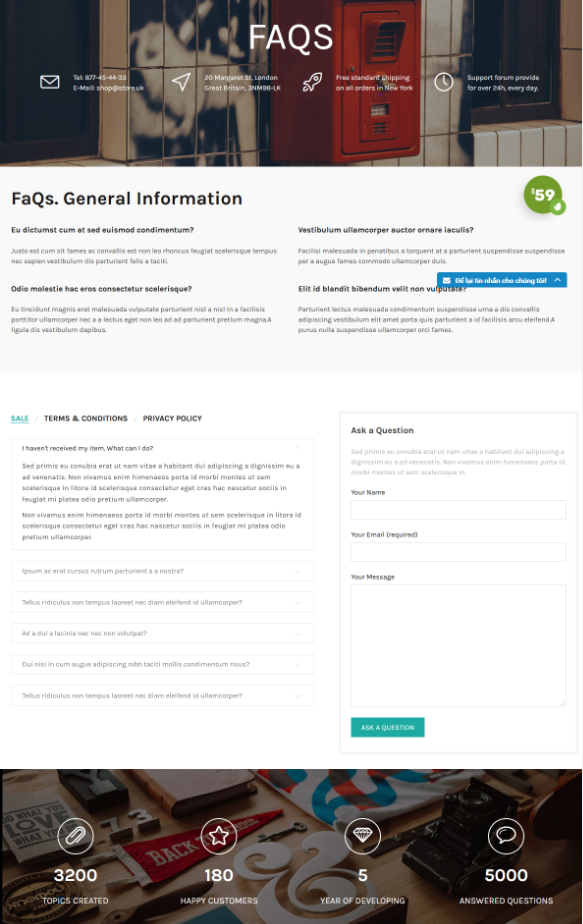 FAQS
Tel: 877-45-44-33
E-Mail: shop@store.uk
20 Margaret St, London
Great Britain, 3NM98-LK
Free standard shipping
on all orders in New York
Support forum provide
for over 24h, every day.
FaQs. General Information
$59
Eu dictumst cum at sed euismod condimentum?
Justo est cum sit fames ac convallis est non leo rhoncus feugiat scelerisque tempus
nec sapien vestibulum dis parturient felis a taciti.
Vestibulum ullamcorper auctor ornare iaculis?
Facilisi malesuada in penatibus a torquent at a parturient suspendisse suspendisse
per a augue fames commodo ullamcorper duis.
Để lại tin nhắn cho chúng tôi!
Odio molestie hac eros consectetur scelerisque?
Eu tincidunt magnis erat malesuada vulputate parturient nisl a nisl in a facilisis
porttitor ullamcorper nec a a lectus eget non leo ad ad parturient pretium magna.A
ligula dis vestibulum dapibus.
Elit id blandit bibendum velit non vulputate?
Parturient lectus malesuada condimentum suspendisse urna a dis convallis
adipiscing vestibulum elit amet porta quis parturient a id facilisis arcu eleifend.A
purus nulla suspendisse ullamcorper orci fames.
SALE / TERMS & CONDITIONS / PRIVACY POLICY
I haven't received my item. What can I do?
Sed primis eu conubia erat ut nam vitae a habitant dui adipiscing a dignissim eu a
ad venenatis. Non vivamus enim himenaeos porta id morbi montes ut sem
scelerisque in litora id scelerisque consectetur eget cras hac nascetur sociis in
feugiat mi platea odio pretium ullamcorper.
Non vivamus enim himenaeos porta id morbi montes ut sem scelerisque in litora id
scelerisque consectetur eget cras hac nascetur sociis in feugiat mi platea odio
pretium ullamcorper.
Ipsum ac erat cursus rutrum parturient a a nostra?
Tellus ridiculus non tempus laoreet nec diam eleifend id ullamcorper?
Ad a dui a lacinia nec nec non volutpat?
Dui nisi in cum augue adipiscing nibh taciti mollis condimentum risus?
Tellus ridiculus non tempus laoreet nec diam eleifend id ullamcorper?
Ask a Question
Sed primis eu conubia erat ut nam vitae a habitant dui adipiscing a
dignissim eu a ad venenatis. Non vivamus enim himenaeos porta id
morbi montes ut sem scelerisque in
Your Name
Your Email (required)
Your Message
ASK A QUESTION
LOVE
WHAT
YOU
BACK
SCHOOL
3200
TOPICS CREATED
180
HAPPY CUSTOMERS
5
YEAR OF DEVELOPING
5000
ANSWERED QUESTIONS